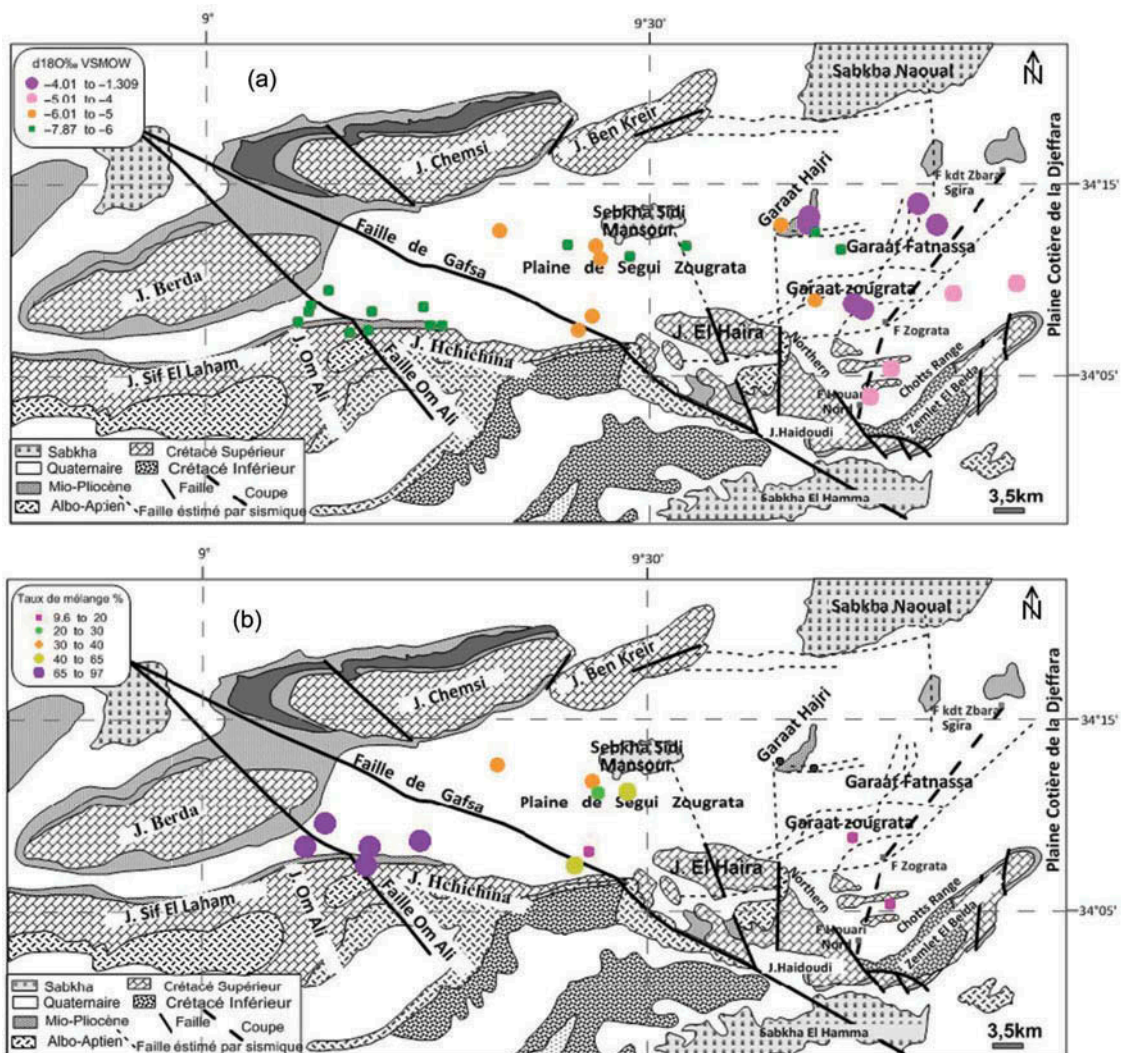 9°
9°30'
d18O‰ VSMOW
−4.01 to −1.309
−5.01 to −4
−6.01 to −5
−7.87 to −6
(a)
Sabkha Naoual
N
J. Ben Kreir
J. Chemsi
Plaine Cotière de la Djeffara
F kdt Zbara
Sgira
34°15'
Garaat Hajri
Sebkha Sidi
Mansour
Faille de Gafsa
Garaat Fatnassa
Plaine de Segui Zougrata
J. Berda
Garaat-zougrata
F Zograta
J. El Haira
J. Hchichina
Northern
Chotts Range
J. Sif El Laham
J. Om Ali
Faille Om Ali
34°05'
F Houari
Nord
Zemlet El Beida
J.Haidoudi
Sabkha
Crétacé Supérieur
Quaternaire
Crétacé Inférieur
Mio-Pliocène
Faille
Coupe
Albo-Aptien
Faille éstimé par sismique
Sabkha El Hamma
3,5km
9°
9°30'
Taux de mélange %
9.6 to 20
20 to 30
30 to 40
40 to 65
65 to 97
(b)
Sabkha Naoual
N
J. Ben Kreir
J. Chemsi
Plaine Cotière de la Djeffara
F kdt Zbara
Sgira
34°15'
Garaat Hajri
Sebkha Sidi
Mansour
Faille de Gafsa
Garaat Fatnassa
Plaine de Segui Zougrata
J. Berda
Garaat-zougrata
F Zograta
J. El Haira
J. Hchichina
Northern
Chotts Range
J. Sif El Laham
J. Om Ali
Faille Om Ali
34°05'
F Houari
Nord
Zemlet El Beida
J.Haidoudi
Sabkha
Crétacé Supérieur
Quaternaire
Crétacé Inférieur
Mio-Pliocène
Faille
Coupe
Albo-Aptien
Faille éstimé par sismique
Sabkha El Hamma
3,5km